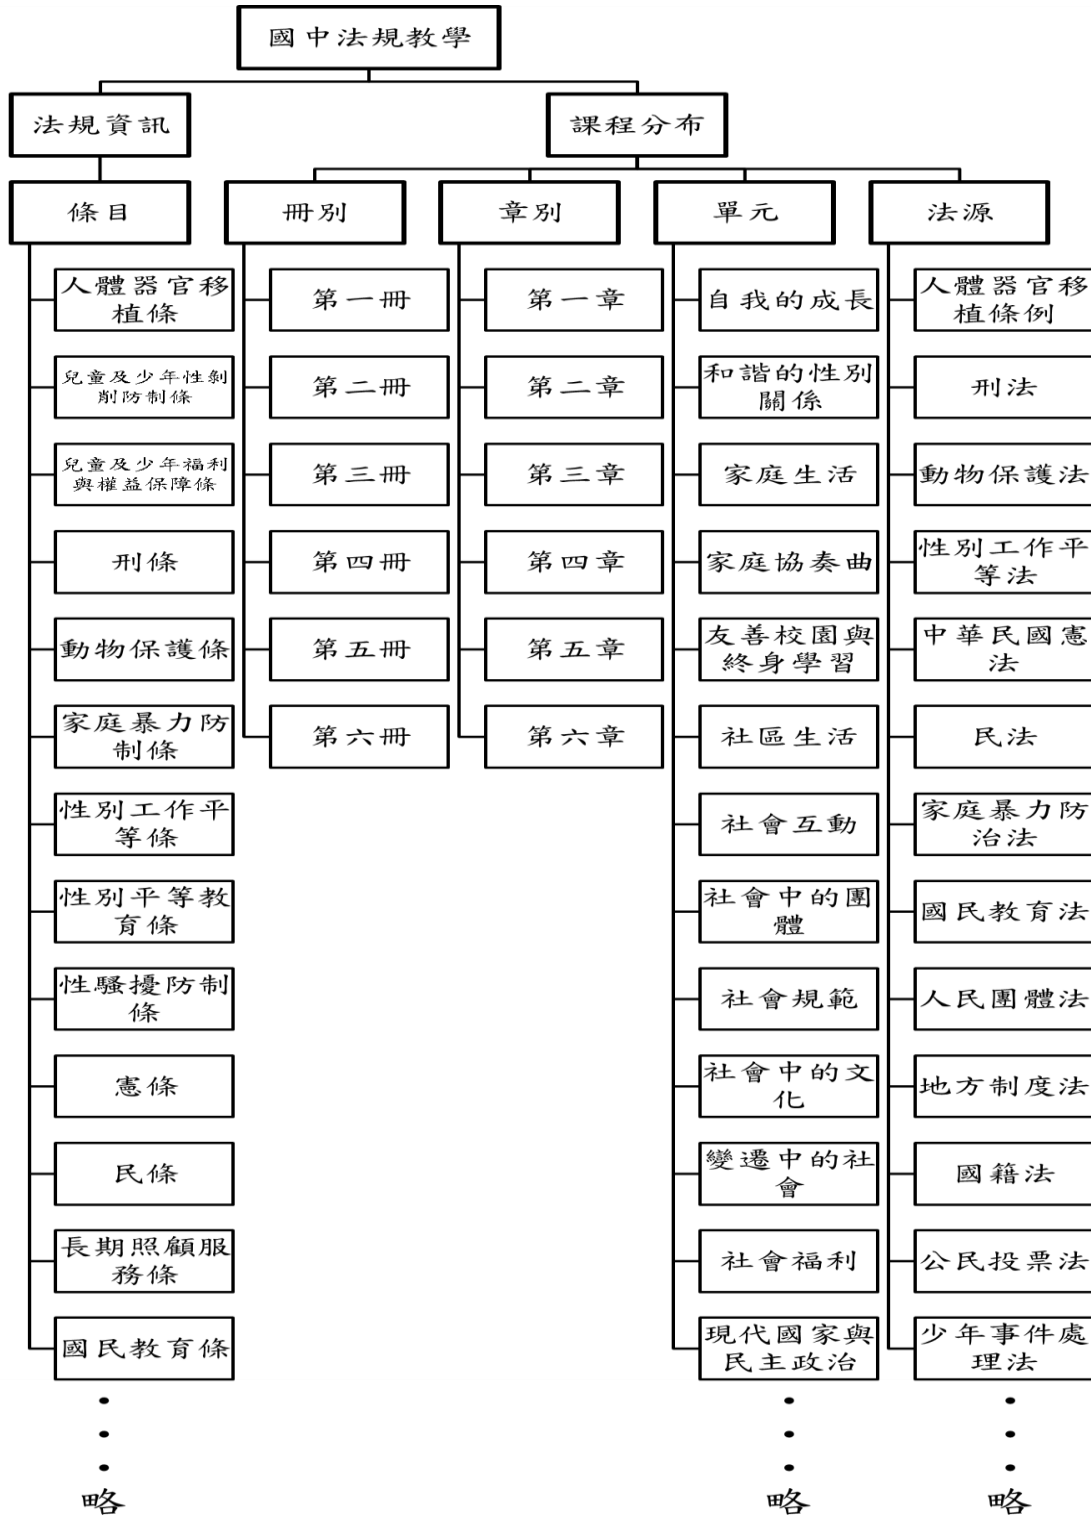 國中法規教學
法規資訊
課程分布
條目
冊別
章別
單元
法源
人體器官移
植條
兒童及少年性剝
削防制條
兒童及少年福利
與權益保障條
刑條
動物保護條
家庭暴力防
制條
性別工作平
等條
性別平等教
育條
性騷擾防制
條
憲條
民條
長期照顧服
務條
國民教育條
略
第一冊
第二冊
第三冊
第四冊
第五冊
第六冊
第一章
第二章
第三章
第四章
第五章
第六章
自我的成長
和諧的性別
關係
家庭生活
家庭協奏曲
友善校園與
終身學習
社區生活
社會互動
社會中的團
體
社會規範
社會中的文
化
變遷中的社
會
社會福利
現代國家與
民主政治
略
人體器官移
植條例
刑法
動物保護法
性別工作平
等法
中華民國憲
法
民法
家庭暴力防
治法
國民教育法
人民團體法
地方制度法
國籍法
公民投票法
少年事件處
理法
略